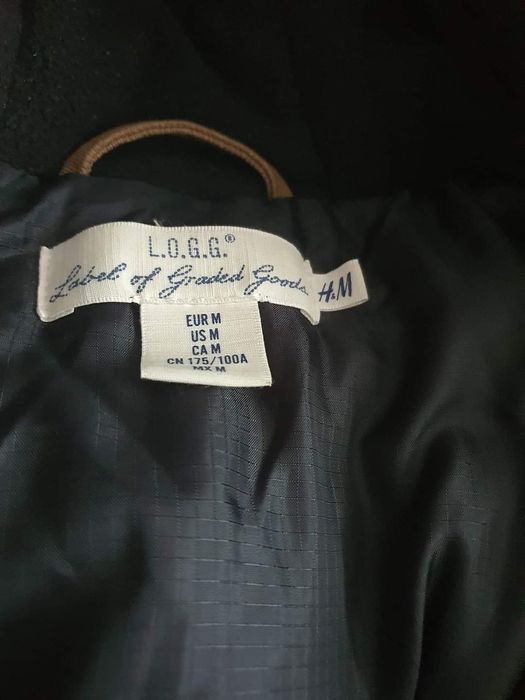 L.O.G.G.®
Label of Graded Goods
H&M
EUR M
US M
CA M
CN 175/100A
MX M